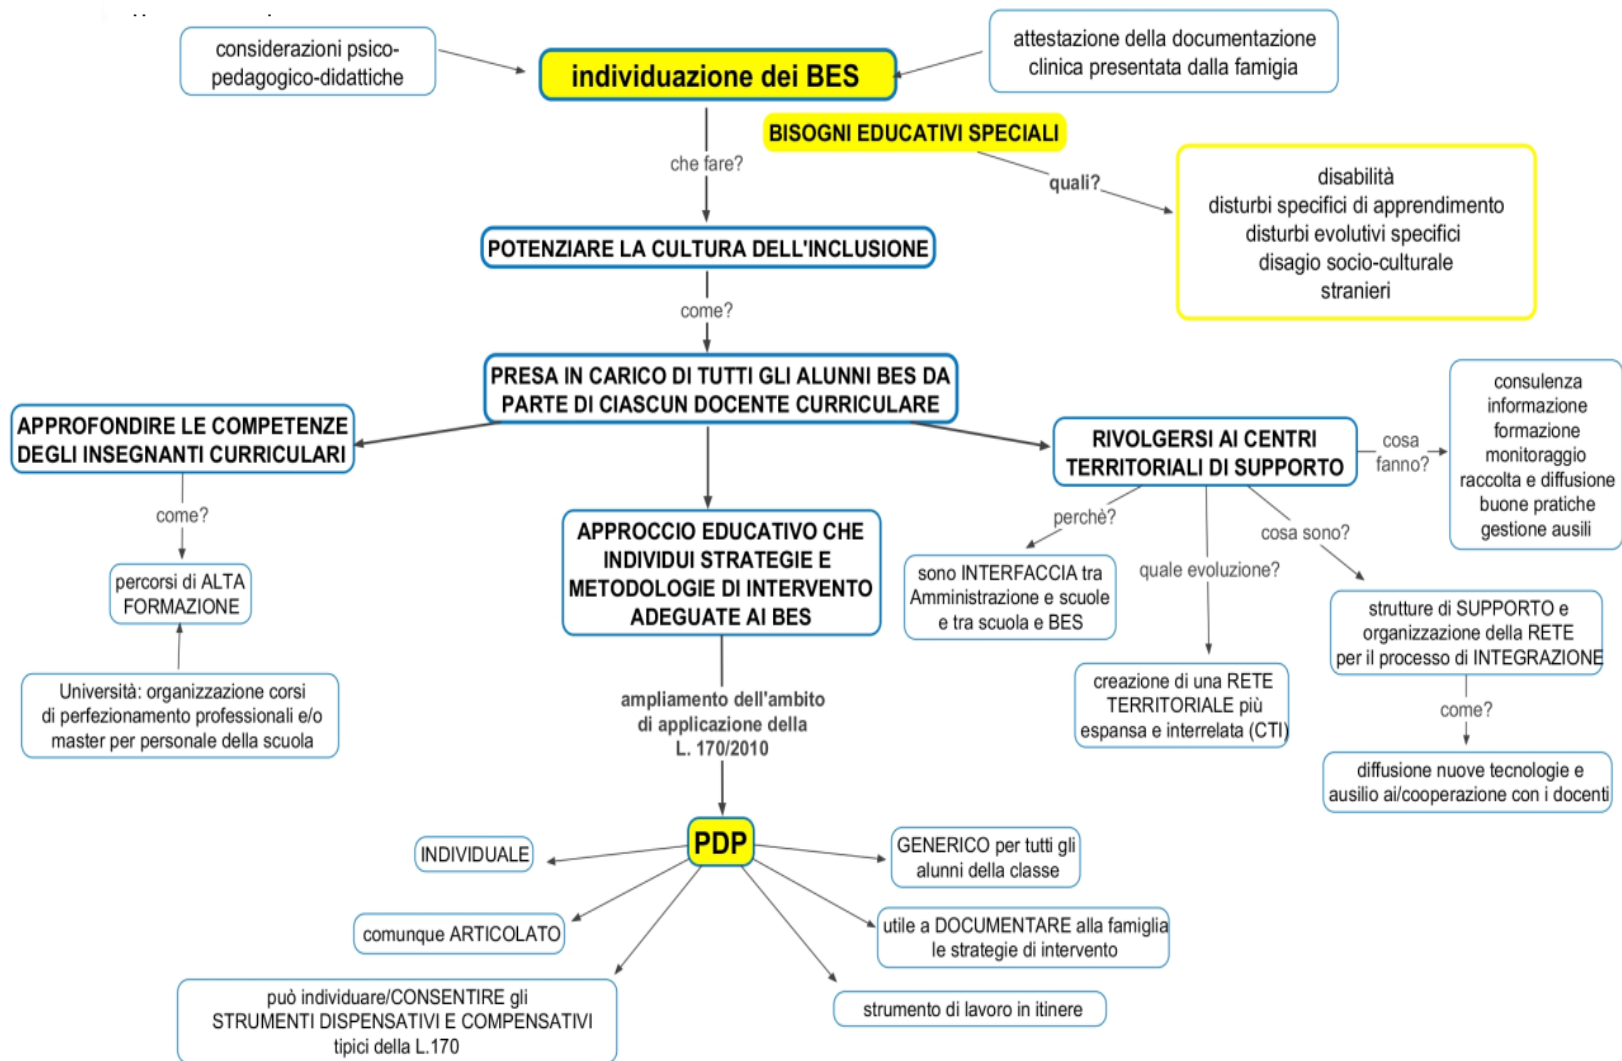 considerazioni psico-
pedagogico-didattiche
individuazione dei BES
attestazione della documentazione
clinica presentata dalla famigia
BISOGNI EDUCATIVI SPECIALI
che fare?
quali?
disabilità
disturbi specifici di apprendimento
disturbi evolutivi specifici
disagio socio-culturale
stranieri
POTENZIARE LA CULTURA DELL'INCLUSIONE
come?
PRESA IN CARICO DI TUTTI GLI ALUNNI BES DA
PARTE DI CIASCUN DOCENTE CURRICULARE
APPROFONDIRE LE COMPETENZE
DEGLI INSEGNANTI CURRICULARI
come?
percorsi di ALTA
FORMAZIONE
Università: organizzazione corsi
di perfezionamento professionali e/o
master per personale della scuola
APPROCCIO EDUCATIVO CHE
INDIVIDUI STRATEGIE E
METODOLOGIE DI INTERVENTO
ADEGUATE AI BES
ampliamento dell'ambito
di applicazione della
L. 170/2010
RIVOLGERSI AI CENTRI
TERRITORIALI DI SUPPORTO
cosa
fanno?
consulenza
informazione
formazione
monitoraggio
raccolta e diffusione
buone pratiche
gestione ausili
perchè?
sono INTERFACCIA tra
Amministrazione e scuole
e tra scuola e BES
quale evoluzione?
creazione di una RETE
TERRITORIALE più
espansa e interrelata (CTI)
cosa sono?
strutture di SUPPORTO e
organizzazione della RETE
per il processo di INTEGRAZIONE
come?
diffusione nuove tecnologie e
ausilio ai/cooperazione con i docenti
PDP
INDIVIDUALE
comunque ARTICOLATO
può individuare/CONSENTIRE gli
STRUMENTI DISPENSATIVI E COMPENSATIVI
tipici della L.170
GENERICO per tutti gli
alunni della classe
utile a DOCUMENTARE alla famiglia
le strategie di intervento
strumento di lavoro in itinere